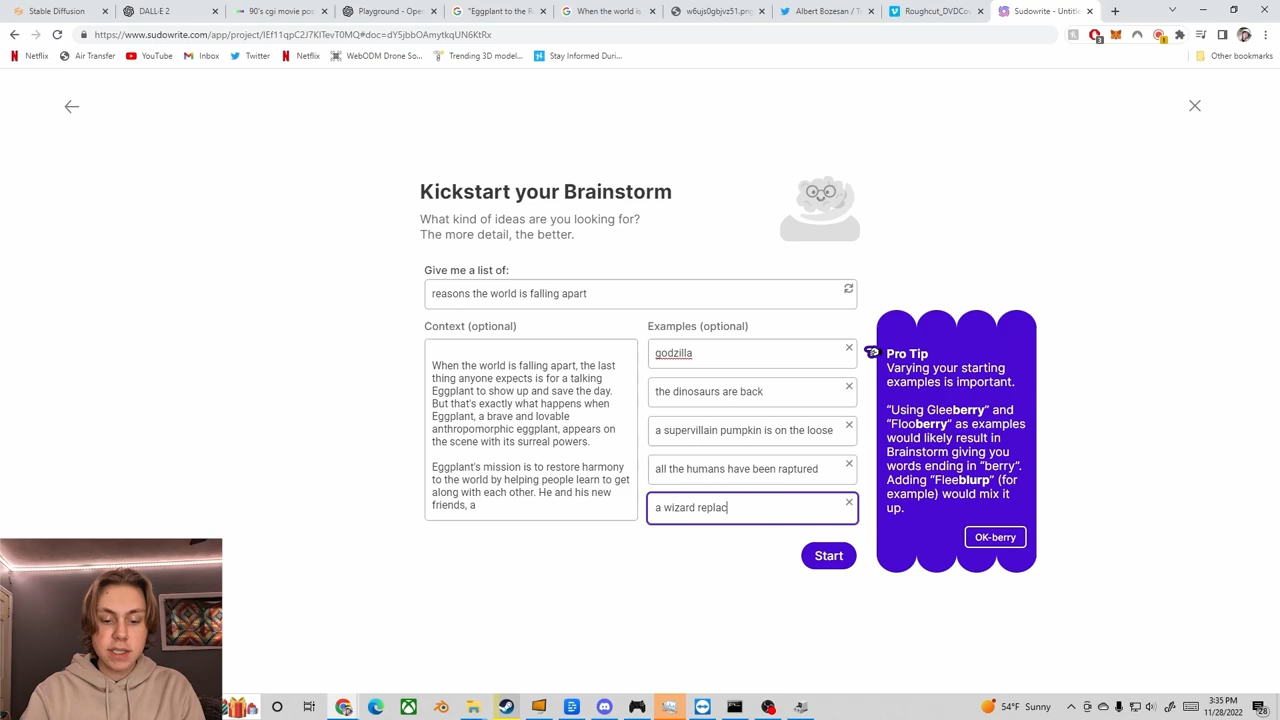 Stable Diffusion
DALL·E 2
90's cgi movie pos
Playground - Open
"Eggplant to the R
When the world is
w6ujs0gbjvz51.png
Albert Bozesan / T
Roughcut_DVDCov
Sudowrite - Untitl
https://www.sudowrite.com/app/project/
Netflix
Air Transfer
YouTube
Inbox
Twitter
Netflix
WebODM Drone So...
Trending 3D model...
Stay Informed Duri...
Other bookmarks
Kickstart your Brainstorm
What kind of ideas are you looking for?
The more detail, the better.
Give me a list of:
reasons the world is falling apart
Context (optional)
When the world is falling apart, the last
thing anyone expects is for a talking
Eggplant to show up and save the day.
But that's exactly what happens when
Eggplant, a brave and lovable
anthropomorphic eggplant, appears on
the scene with its surreal powers.
Eggplant's mission is to restore harmony
to the world by helping people learn to get
along with each other. He and his new
friends, a
Examples (optional)
godzilla
the dinosaurs are back
a supervillain pumpkin is on the loose
all the humans have been raptured
a wizard replac
Start
Pro Tip
Varying your starting
examples is important.
“Using Gleeberry” and
“Flooberry” as examples
would likely result in
Brainstorm giving you
words ending in “berry”.
Adding “Fleeblurp” (for
example) would mix it
up.
OK-berry
54°F Sunny
3:35 PM
11/28/2022
28